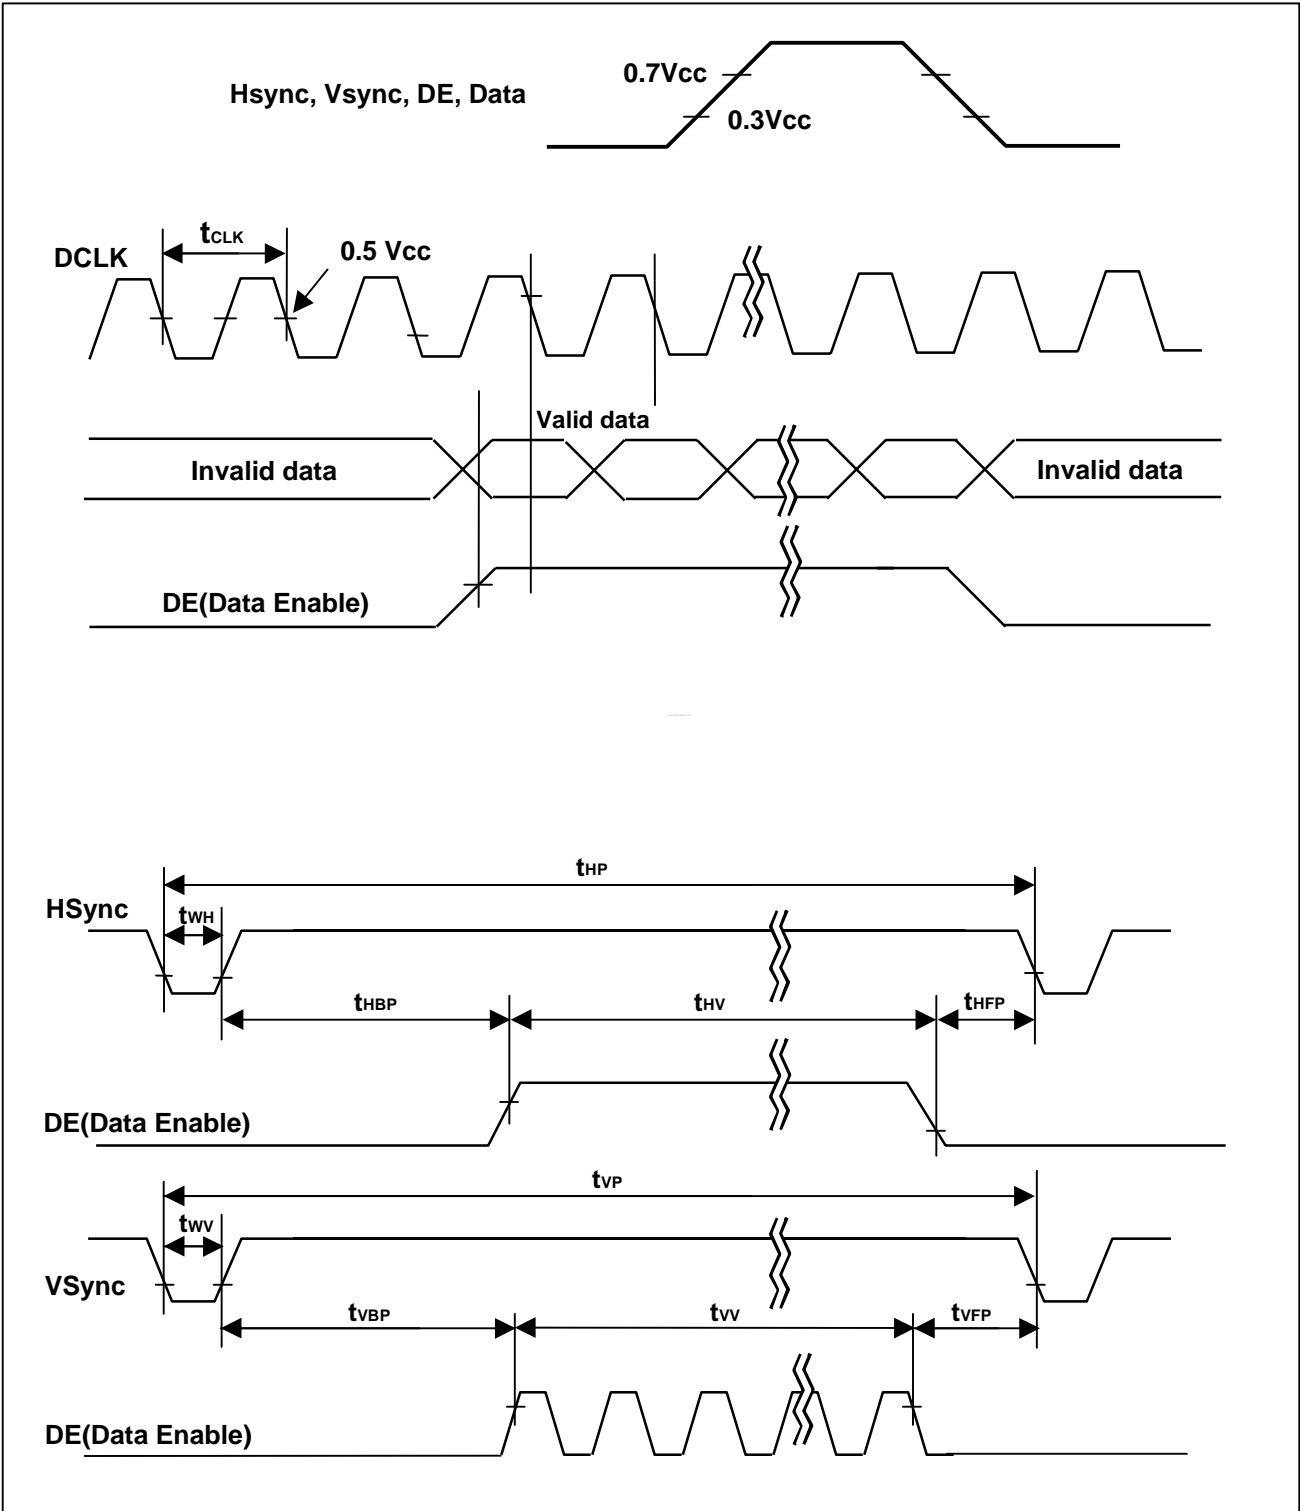 0.7Vcc
Hsync, Vsync, DE, Data
0.3Vcc
tCLK
DCLK
0.5 Vcc
Valid data
Invalid data
Invalid data
DE(Data Enable)
tHP
HSync
tWH
tHBP
tHV
tHFP
DE(Data Enable)
tVP
tWV
VSync
tVBP
tVV
tVFP
DE(Data Enable)